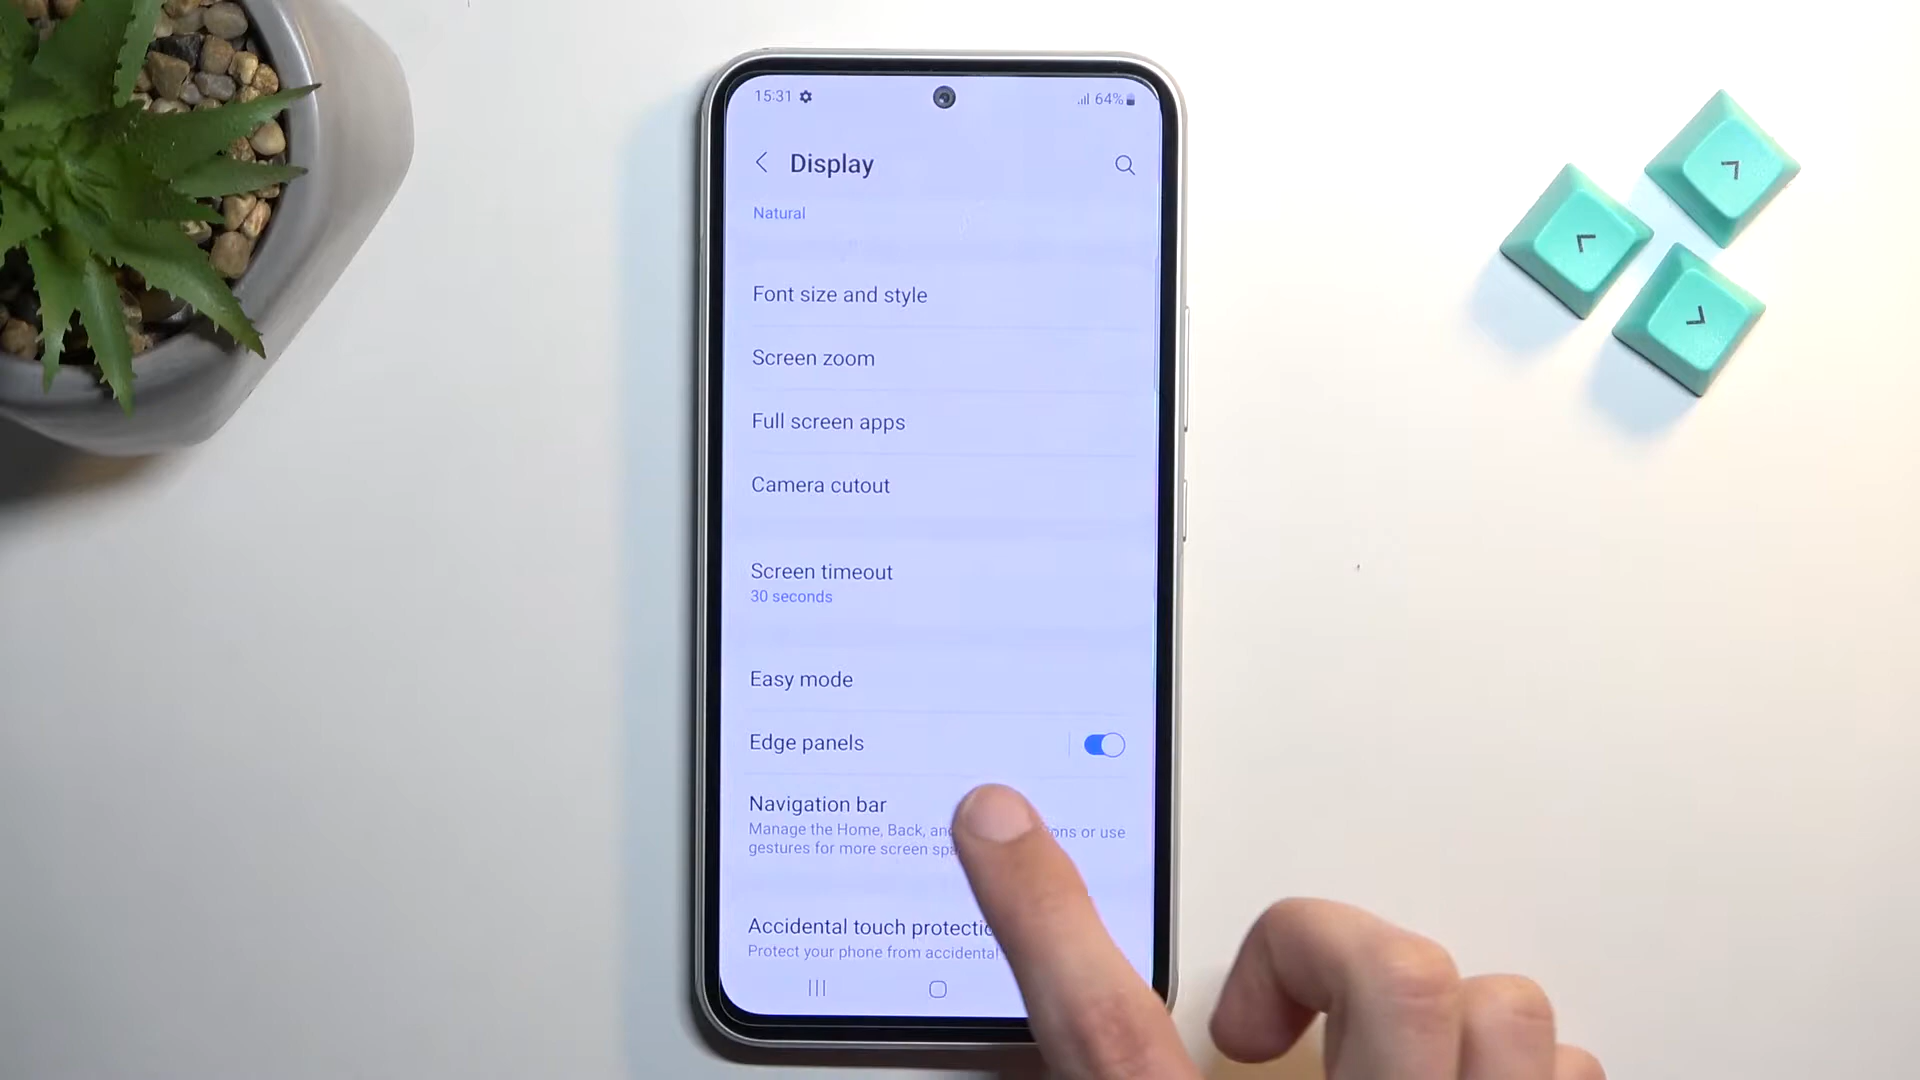 15:31
64%
Display
Natural
Font size and style
Screen zoom
Full screen apps
Camera cutout
Screen timeout
30 seconds
Easy mode
Edge panels
Navigation bar
Manage the Home, Back, an ons or use
gestures for more screen spa
Accidental touch protectio
Protect your phone from accidental